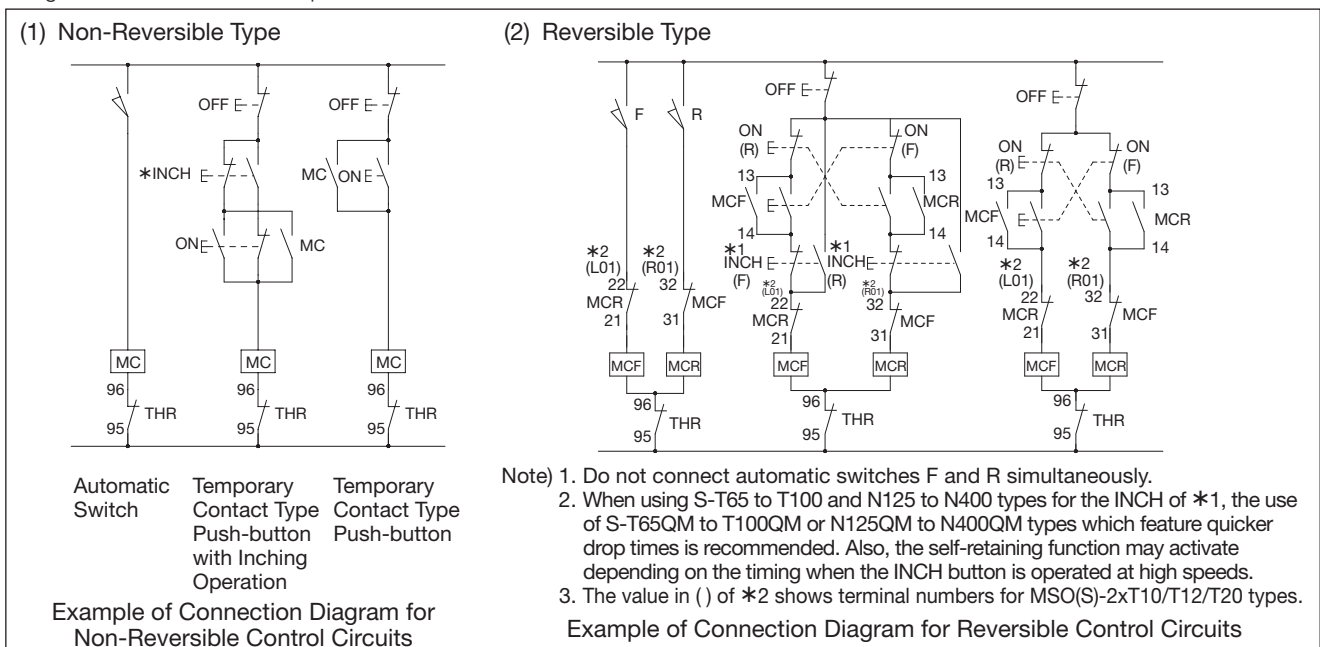 (1) Non-Reversible Type
OFF
OFF
*INCH
MC
ON
ON
MC
MC
MC
MC
96
96
96
THR
THR
THR
95
95
95
Automatic
Switch
Temporary
Contact Type
Push-button
with Inching
Operation
Temporary
Contact Type
Push-button
Example of Connection Diagram for
Non-Reversible Control Circuits
(2) Reversible Type
F
R
*2
(L01)
*2
(R01)
22
32
MCR
MCF
21
31
MCF
MCR
96
THR
95
OFF
ON
(R)
ON
(F)
13
13
MCF
MCR
14
14
*1
INCH
(F)
*1
INCH
(R)
*2
(L01)
*2
(R01)
22
32
MCR
MCF
21
31
MCF
MCR
96
THR
95
OFF
ON
(R)
ON
(F)
13
13
MCF
MCR
14
14
*2
(L01)
*2
(R01)
22
32
MCR
MCF
21
31
MCF
MCR
96
THR
95
Note) 1. Do not connect automatic switches F and R simultaneously.
2. When using S-T65 to T100 and N125 to N400 types for the INCH of *1, the use
of S-T65QM to T100QM or N125QM to N400QM types which feature quicker
drop times is recommended. Also, the self-retaining function may activate
depending on the timing when the INCH button is operated at high speeds.
3. The value in ( ) of *2 shows terminal numbers for MSO(S)-2xT10/T12/T20 types.
Example of Connection Diagram for Reversible Control Circuits